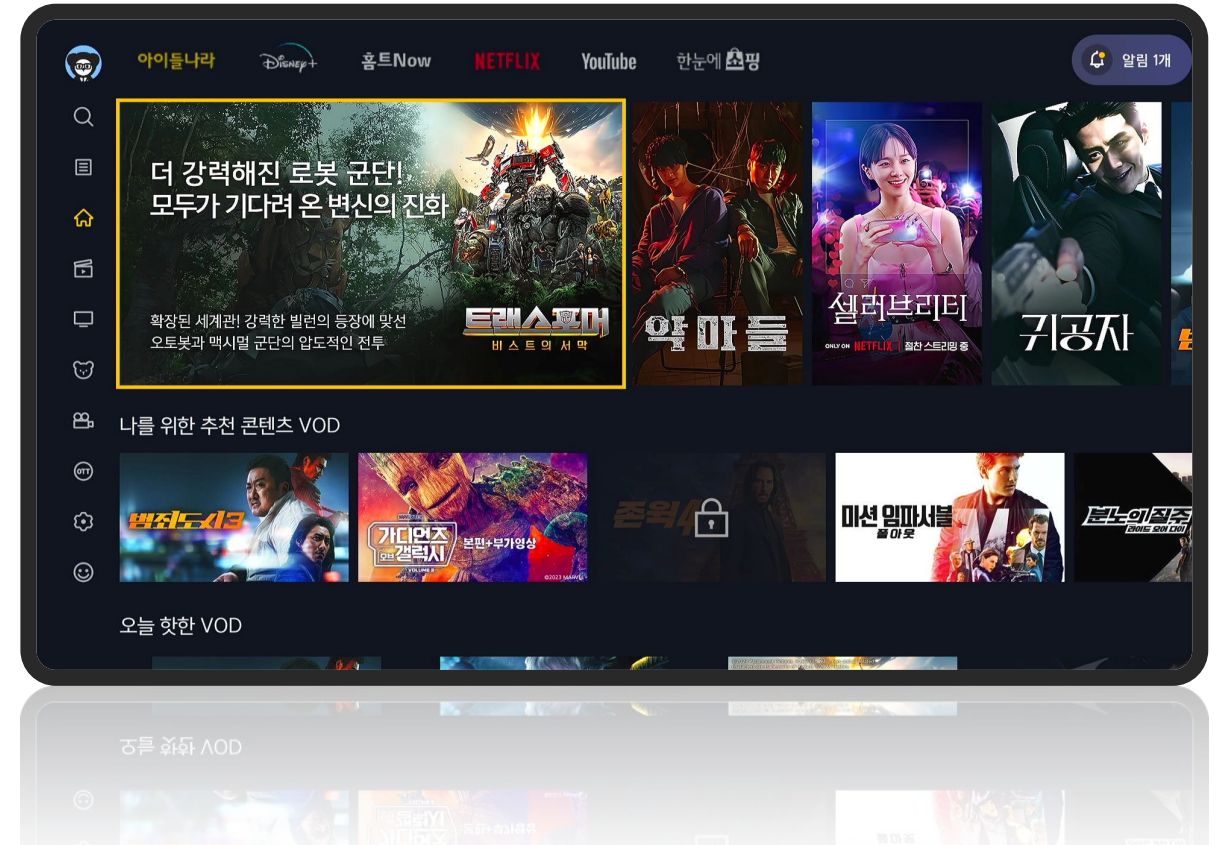 아이들나라
Disney+
홈트Now
NETFLIX
YouTube
한눈에 쇼핑
알림 1개
더 강력해진 로봇 군단!
모두가 기다려 온 변신의 진화
확장된 세계관! 강력한 빌런의 등장에 맞선
오토봇과 맥시멀 군단의 압도적인 전투
트랜스포머
비스트의 서막
악마들
셀러브리티
ONLY ON NETFLIX | 절찬 스트리밍 중
귀공자
나를 위한 추천 콘텐츠 VOD
범죄도시3
가디언즈
오브 갤럭시
VOLUME 3
본편+부가영상
©2023 MARVEL
존윅4
미션 임파서블
폴아웃
분노의 질주
라이드 오어 다이
OTT
오늘 핫한 VOD